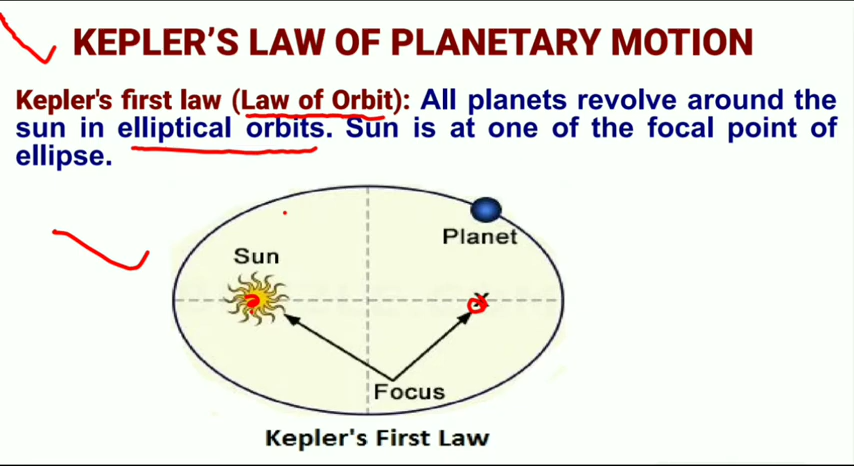 KEPLER'S LAW OF PLANETARY MOTION
Kepler's first law (Law of Orbit): All planets revolve around the
sun in elliptical orbits. Sun is at one of the focal point of
ellipse.
Planet
Sun
x
Focus
Kepler's First Law